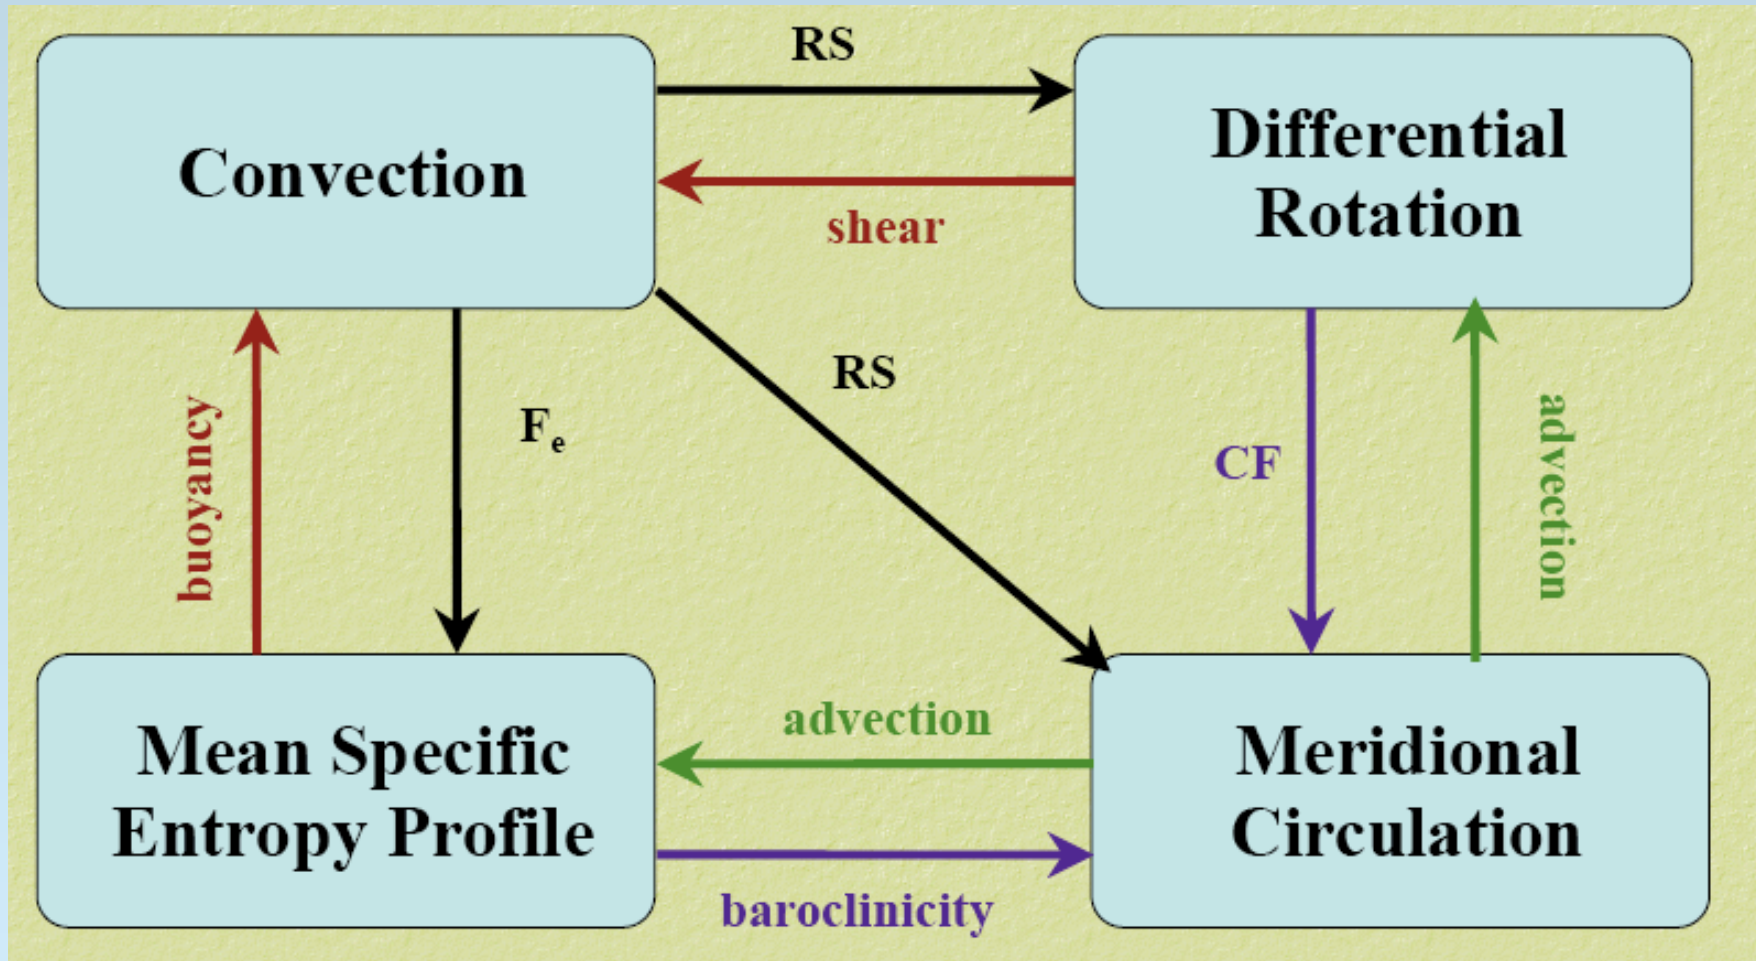 RS
Convection
Differential
Rotation
shear
RS
buoyancy
Fₑ
CF
advection
advection
Mean Specific
Entropy Profile
Meridional
Circulation
baroclinicity